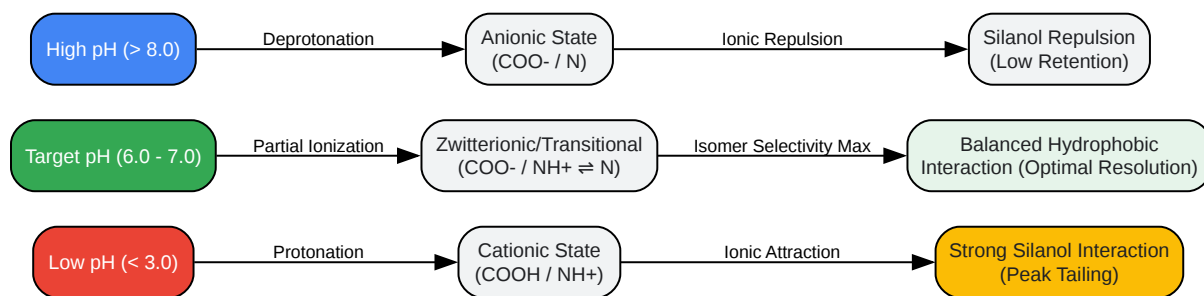 High pH (> 8.0)
Deprotonation
Anionic State
(COO- / N)
Ionic Repulsion
Silanol Repulsion
(Low Retention)
Target pH (6.0 - 7.0)
Partial Ionization
Zwitterionic/Transitional
(COO- / NH+ ⇌ N)
Isomer Selectivity Max
Balanced Hydrophobic
Interaction (Optimal Resolution)
Low pH (< 3.0)
Protonation
Cationic State
(COOH / NH+)
Ionic Attraction
Strong Silanol Interaction
(Peak Tailing)